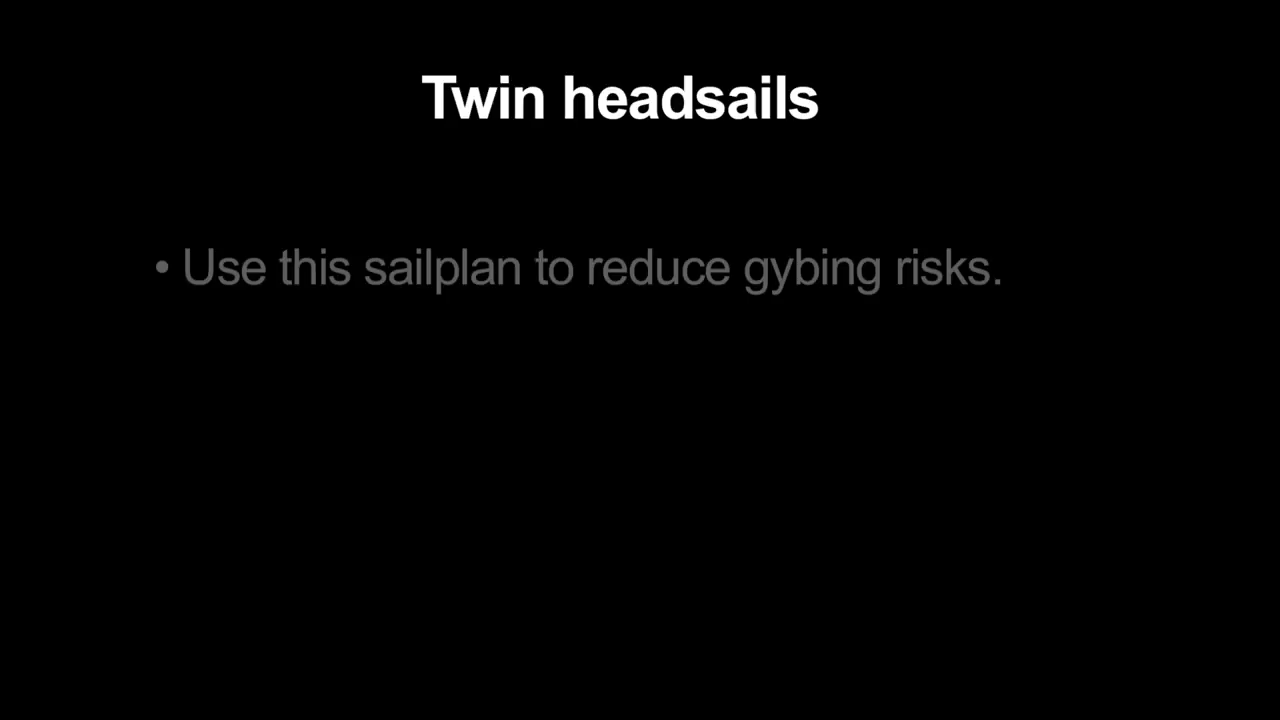 Twin headsails
• Use this sailplan to reduce gybing risks.